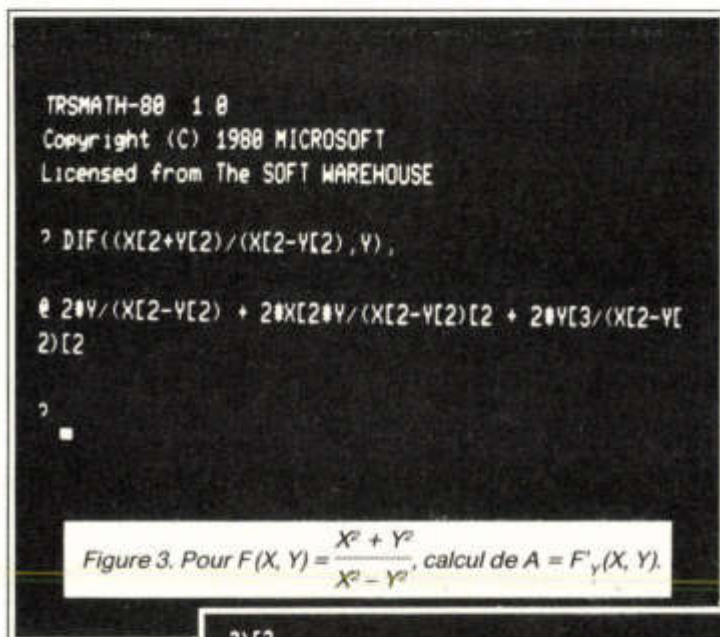 TRSMATH-80 1 0
Copyright (C) 1980 MICROSOFT
Licensed from The SOFT WAREHOUSE
? DIF((X[2+Y[2)/(X[2-Y[2),Y),
@ 2*Y/(X[2-Y[2) + 2*X[2*Y/(X[2-Y[2)[2 + 2*Y[3/(X[2-Y[
2)[2
?
Figure 3. Pour F(X, Y) = X² + Y² / X² – Y², calcul de A = F'Y(X, Y).
2)[2